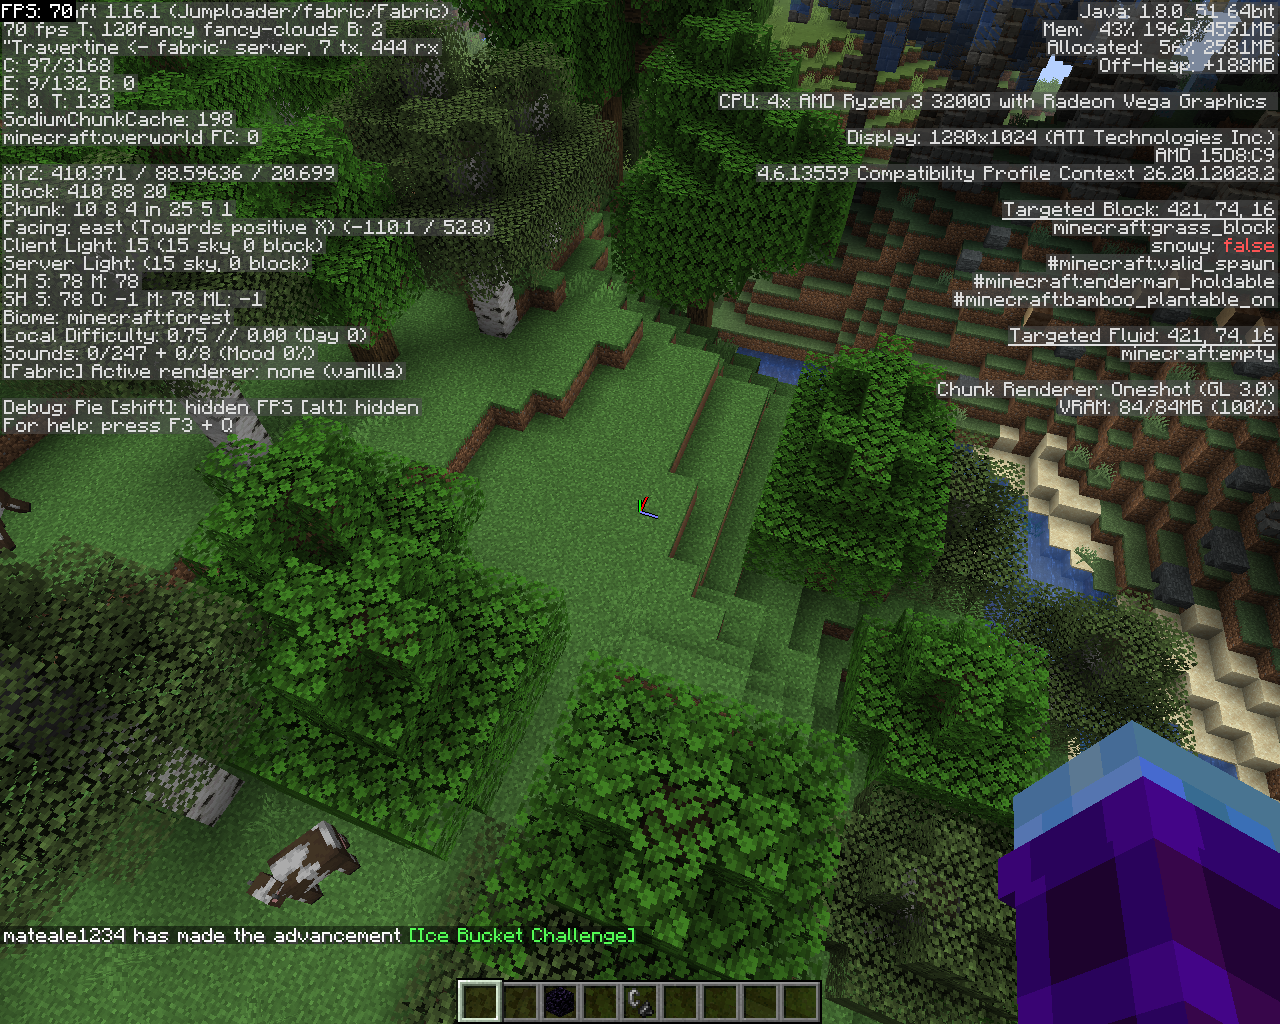 FPS: 70ft 1.16.1 (Jumploader/fabric/Fabric)
70 fps T: 120fancy fancy-clouds B: 2
"Travertine <- fabric" server, 7 tx, 444 rx
C: 97/3168
E: 9/132, B: 0
P: 0. T: 132
SodiumChunkCache: 198
minecraft:overworld FC: 0
XYZ: 410.371 / 88.59636 / 20.699
Block: 410 88 20
Chunk: 10 8 4 in 25 5 1
Facing: east (Towards positive X) (-110.1 / 52.8)
Client Light: 15 (15 sky, 0 block)
Server Light: (15 sky, 0 block)
CH S: 78 M: 78
SH S: 78 O: -1 M: 78 ML: -1
Biome: minecraft:forest
Local Difficulty: 0.75 // 0.00 (Day 0)
Sounds: 0/247 + 0/8 (Mood 0%)
[Fabric] Active renderer: none (vanilla)
Debug: Pie [shift]: hidden FPS [alt]: hidden
For help: press F3 + Q
Java: 1.8.0_51 64bit
Mem: 43% 1964/4551MB
Allocated: 56% 2581MB
Off-Heap: +188MB
CPU: 4x AMD Ryzen 3 3200G with Radeon Vega Graphics
Display: 1280x1024 (ATI Technologies Inc.)
AMD 15D8:C9
4.6.13559 Compatibility Profile Context 26.20.12028.2
Targeted Block: 421, 74, 16
minecraft:grass_block
snowy: false
#minecraft:valid_spawn
#minecraft:enderman_holdable
#minecraft:bamboo_plantable_on
Targeted Fluid: 421, 74, 16
minecraft:empty
Chunk Renderer: Oneshot (GL 3.0)
VRAM: 84/84MB (100%)
mateale1234 has made the advancement [Ice Bucket Challenge]